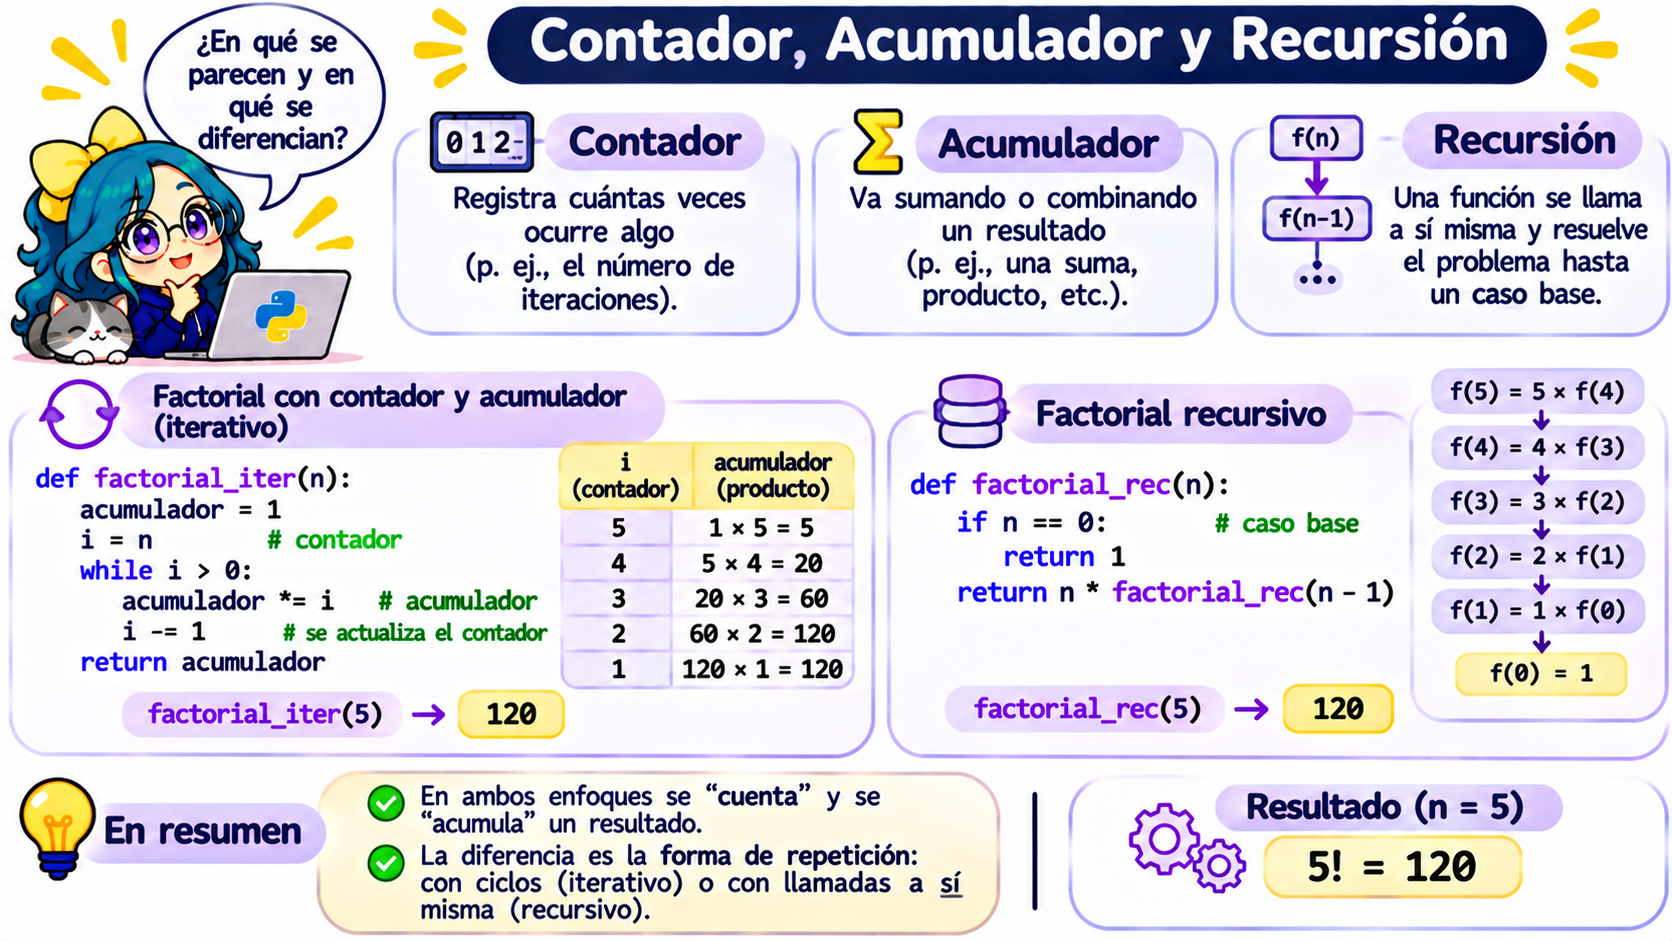 ¿En qué se
parecen y en
qué se
diferencian?
Contador, Acumulador y Recursión
0 1 2
Contador
Registra cuántas veces
ocurre algo
(p. ej., el número de
iteraciones).
Σ
Acumulador
Va sumando o combinando
un resultado
(p. ej., una suma,
producto, etc.).
f(n)
f(n-1)
...
Recursión
Una función se llama
a sí misma y resuelve
el problema hasta
un caso base.
Factorial con contador y acumulador
(iterativo)
def factorial_iter(n):
acumulador = 1
i = n # contador
while i > 0:
acumulador *= i # acumulador
i -= 1 # se actualiza el contador
return acumulador
i acumulador
(contador) (producto)
5 1 × 5 = 5
4 5 × 4 = 20
3 20 × 3 = 60
2 60 × 2 = 120
1 120 × 1 = 120
factorial_iter(5) → 120
Factorial recursivo
def factorial_rec(n):
if n == 0: # caso base
return 1
return n * factorial_rec(n - 1)
factorial_rec(5) → 120
f(5) = 5 × f(4)
f(4) = 4 × f(3)
f(3) = 3 × f(2)
f(2) = 2 × f(1)
f(1) = 1 × f(0)
f(0) = 1
En resumen
En ambos enfoques se “cuenta” y se
“acumula” un resultado.
La diferencia es la forma de repetición:
con ciclos (iterativo) o con llamadas a sí
misma (recursivo).
Resultado (n = 5)
5! = 120